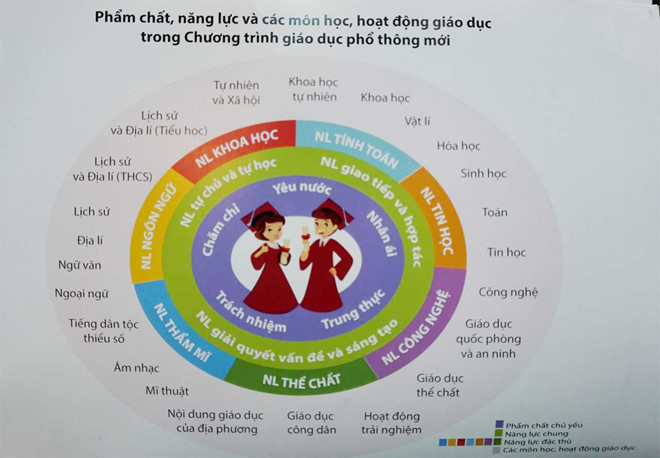 Phẩm chất, năng lực và các môn học, hoạt động giáo dục
trong Chương trình giáo dục phổ thông mới
Tự nhiên
và Xã hội
Khoa học
tự nhiên
Khoa học
Vật lí
Hóa học
Sinh học
Toán
Tin học
Công nghệ
Giáo dục
quốc phòng
và an ninh
Giáo dục
thể chất
Hoạt động
trải nghiệm
Giáo dục
công dân
Nội dung giáo dục
của địa phương
Mĩ thuật
Âm nhạc
Tiếng dân tộc
thiểu số
Ngoại ngữ
Ngữ văn
Địa lí
Lịch sử
Lịch sử
và Địa lí (THCS)
Lịch sử
và Địa lí (Tiểu học)
NL KHOA HỌC
NL TÍNH TOÁN
NL TIN HỌC
NL CÔNG NGHỆ
NL THỂ CHẤT
NL THẨM MĨ
NL NGÔN NGỮ
NL tự chủ và tự học
NL giao tiếp và hợp tác
NL giải quyết vấn đề và sáng tạo
Yêu nước
Nhân ái
Trung thực
Trách nhiệm
Chăm chỉ
Phẩm chất chủ yếu
Năng lực chung
Năng lực đặc thù
Các môn học, hoạt động giáo dục